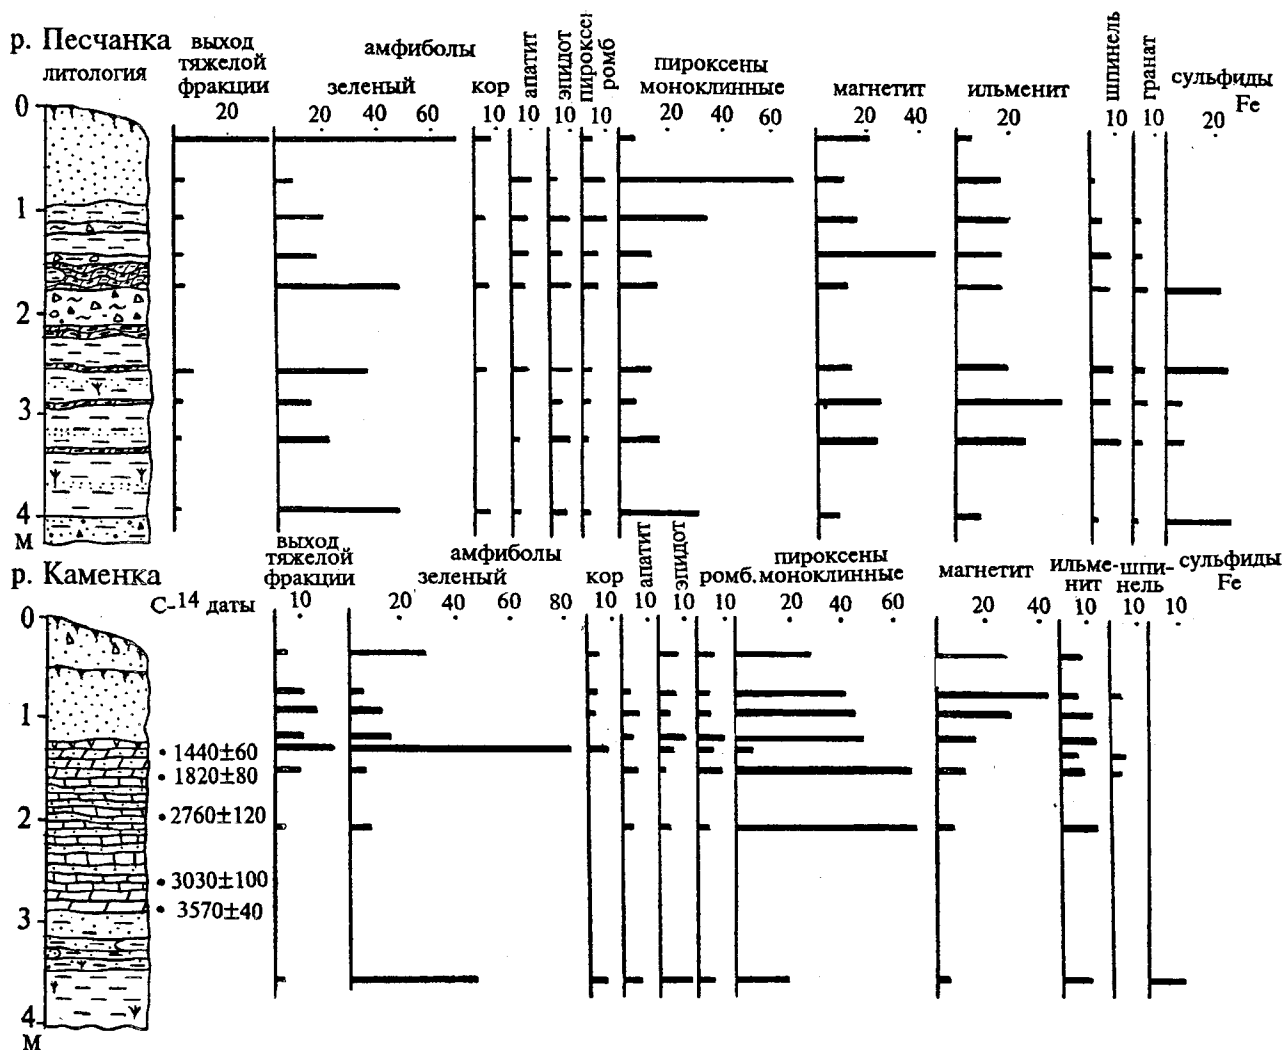 р. Песчанка
литология
выход
тяжелой
фракции
20
амфиболы
зеленый
20 40 60
кор
10
апатит
10
эпидот
10
ромб
10
пироксены
моноклинные
20 40 60
магнетит
20 40
ильменит
20
шпинель
10
гранат
10
сульфиды
Fe
20
0
1
2
3
4
м
р. Каменка
С-14 даты
выход
тяжелой
фракции
10
амфиболы
зеленый
20 40 60 80
кор
10
апатит
10
эпидот
10
пироксены
ромб. моноклинные
10 20 40 60
магнетит
20 40
ильме-
нит
10
шпи-
нель
10
сульфиды
Fe
10
0
1
• 1440±60
• 1820±80
2
• 2760±120
• 3030±100
• 3570±40
3
4
м